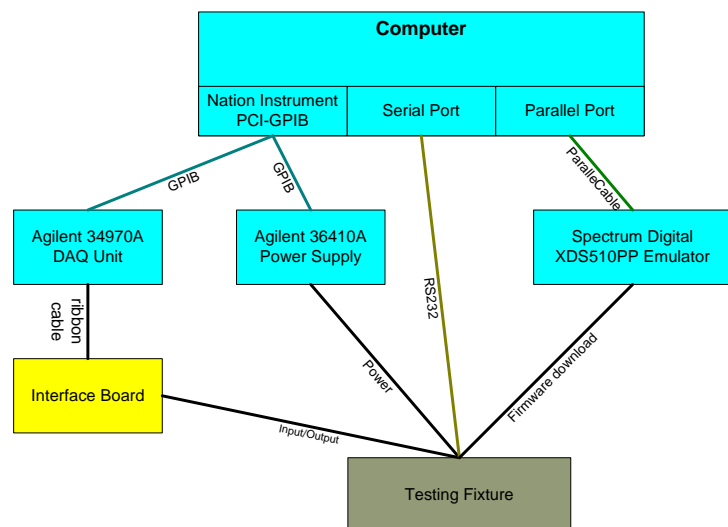 Computer
Nation Instrument
PCI-GPIB
Serial Port
Parallel Port
GPIB
GPIB
ParalleCable
Agilent 34970A
DAQ Unit
Agilent 36410A
Power Supply
Spectrum Digital
XDS510PP Emulator
ribbon
cable
RS232
Interface Board
Power
Firmware download
Input/Output
Testing Fixture